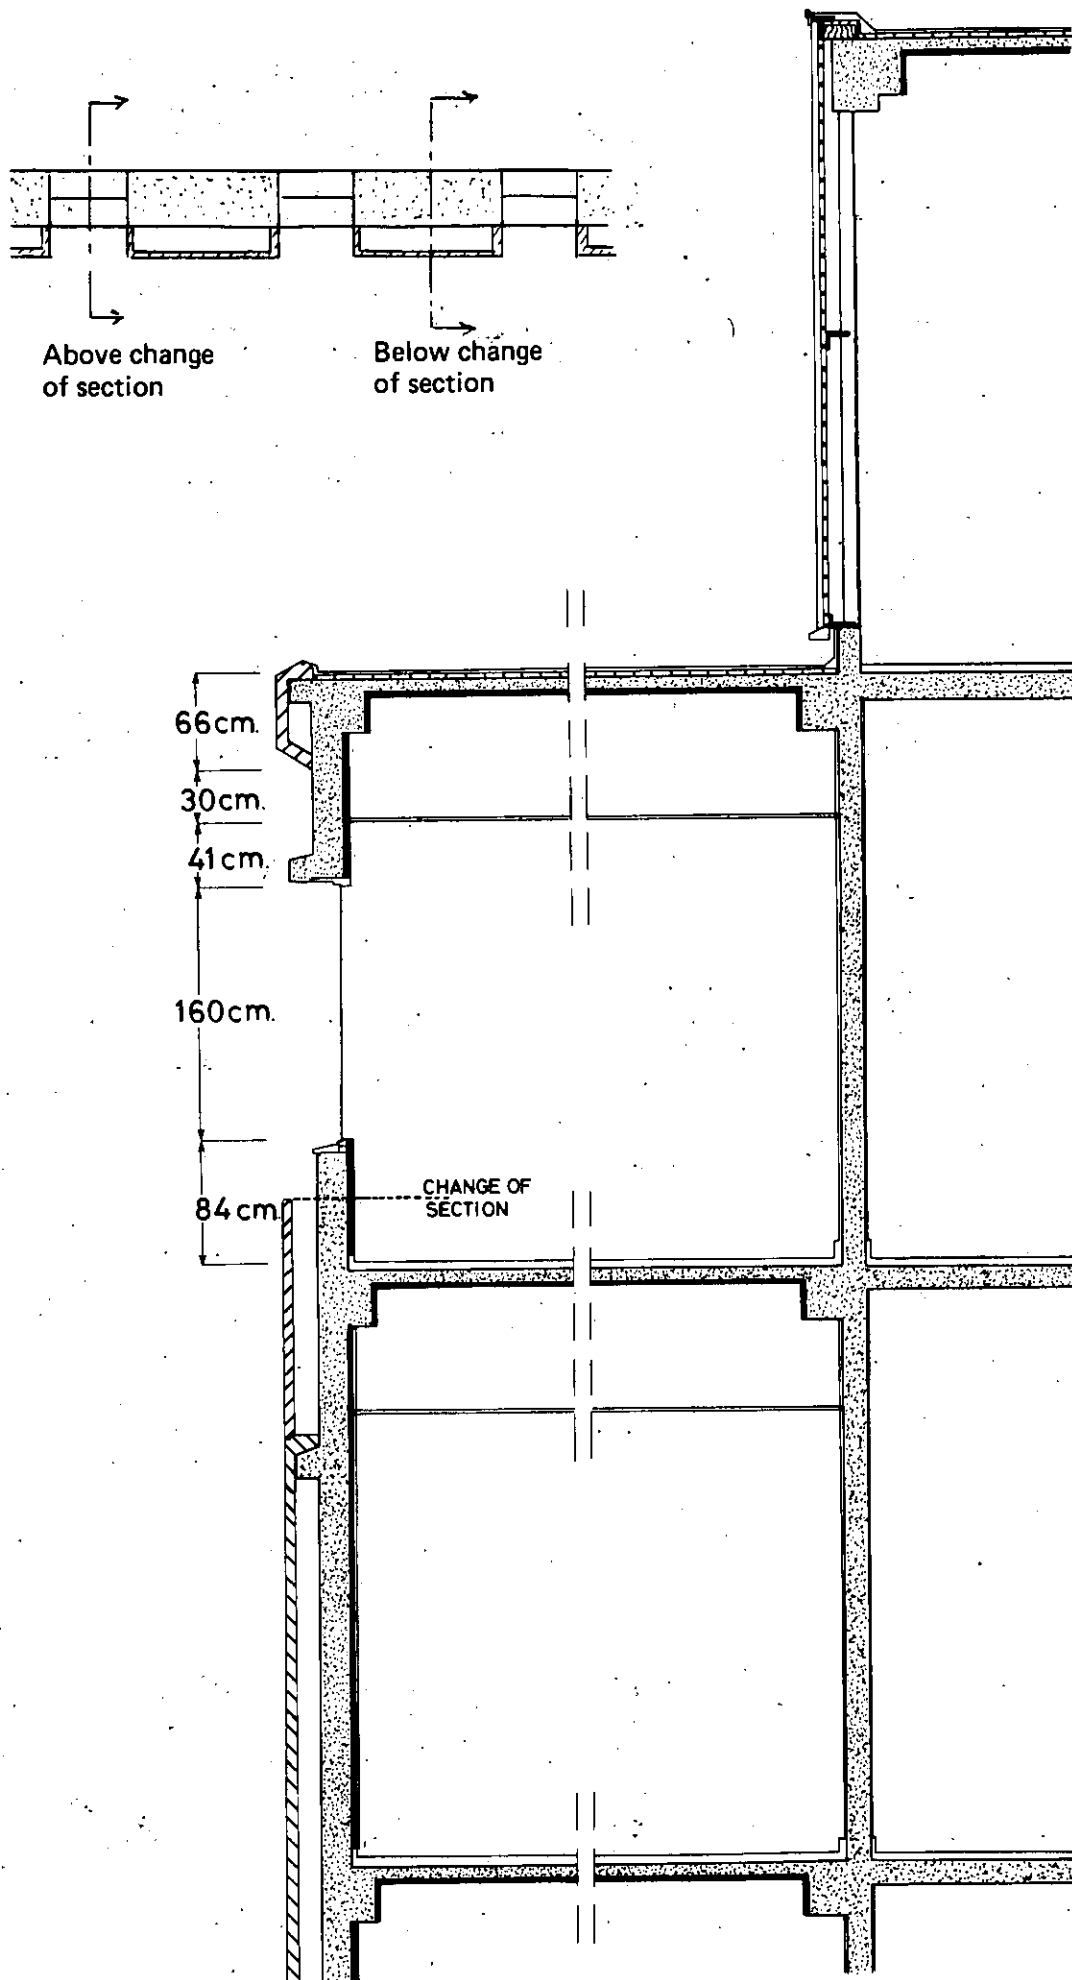 Above change
of section
Below change
of section
66cm.
30cm.
41cm.
160cm.
84cm.
CHANGE OF
SECTION